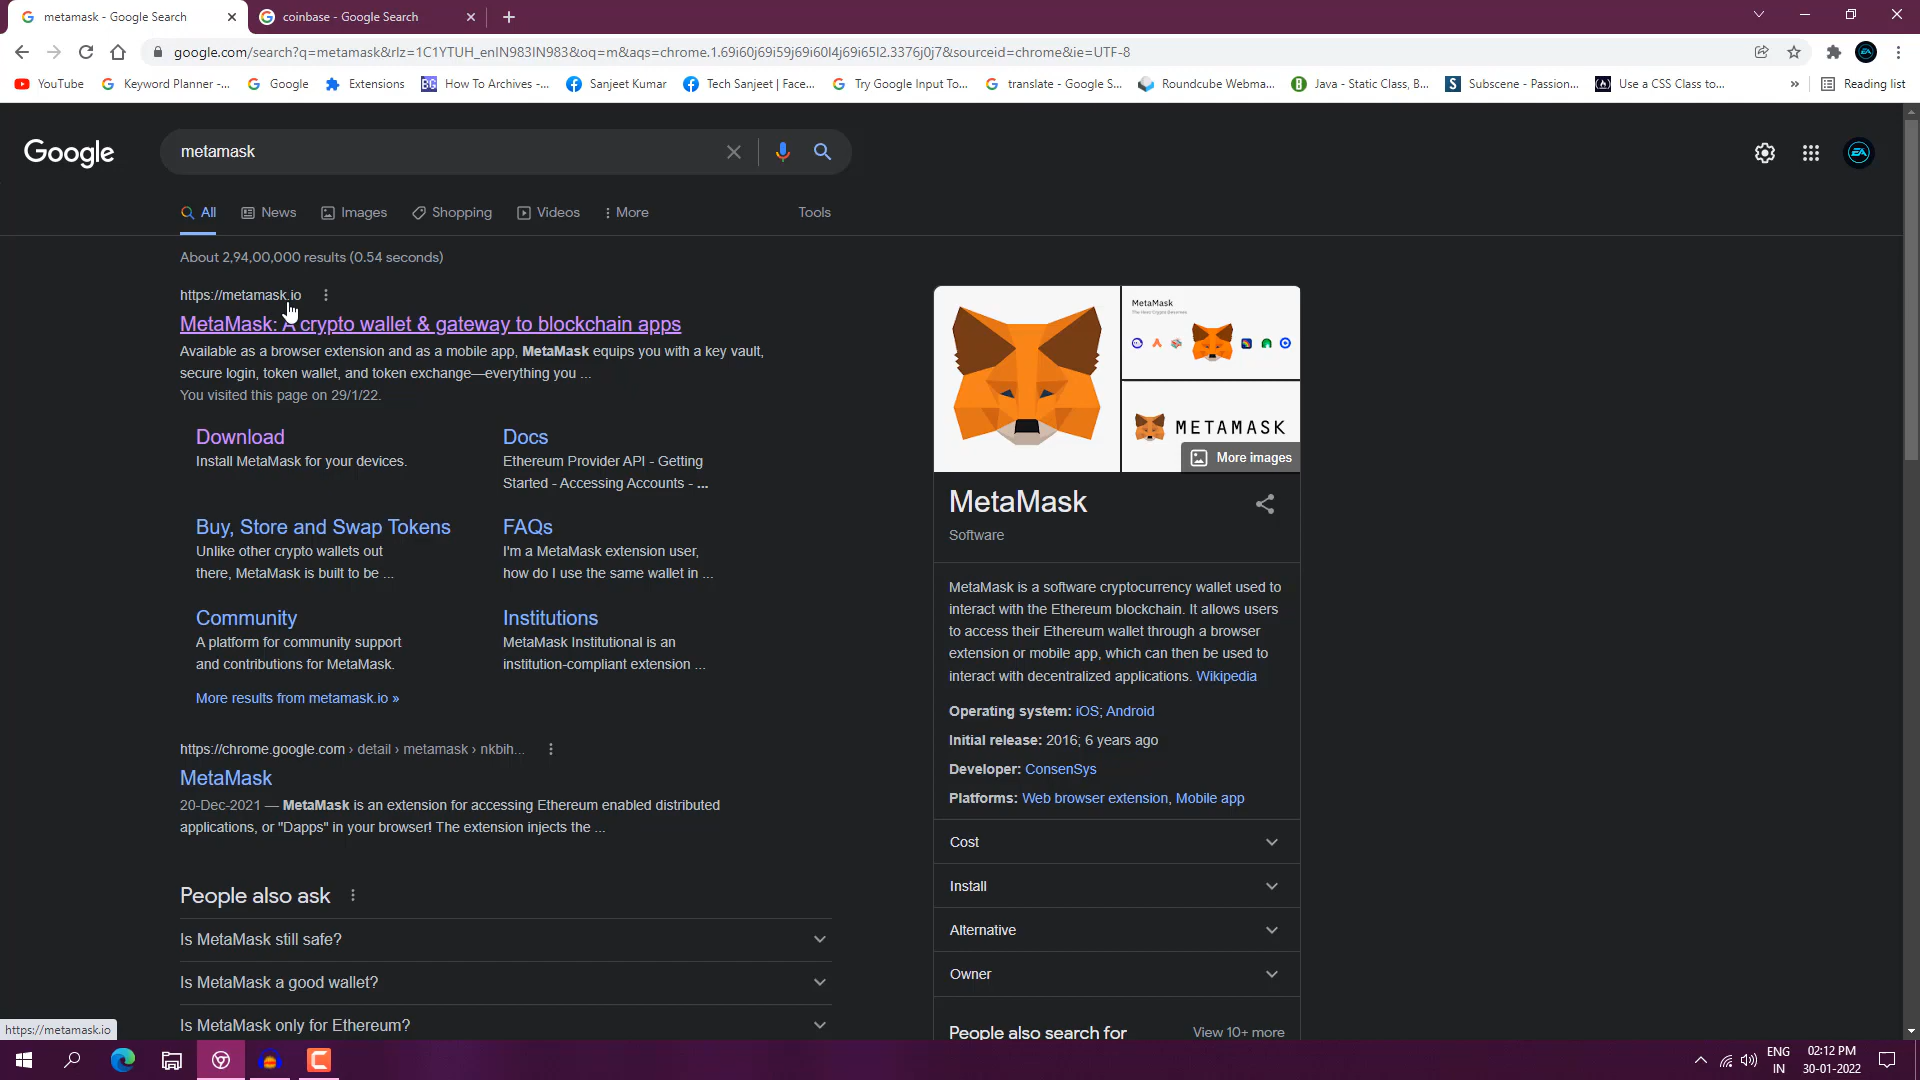 metamask - Google Search
coinbase - Google Search
google.com/search?q=metamask&rlz=1C1YTUH_enIN983IN983&oq=m&aqs=chrome.1.69i60j69i59j69i60l4j69i65l2.3376j0j7&sourceid=chrome&ie=UTF-8
YouTube
Keyword Planner -...
Google
Extensions
How To Archives -...
Sanjeet Kumar
Tech Sanjeet | Face...
Try Google Input To...
translate - Google S...
Roundcube Webma...
Java - Static Class, B...
Subscene - Passion...
Use a CSS Class to...
»
Reading list
Google
metamask
All
News
Images
Shopping
Videos
More
Tools
About 2,94,00,000 results (0.54 seconds)
https://metamask.io
MetaMask: A crypto wallet & gateway to blockchain apps
Available as a browser extension and as a mobile app, MetaMask equips you with a key vault,
secure login, token wallet, and token exchange—everything you ...
You visited this page on 29/1/22.
Download
Install MetaMask for your devices.
Docs
Ethereum Provider API - Getting
Started - Accessing Accounts - ...
Buy, Store and Swap Tokens
Unlike other crypto wallets out
there, MetaMask is built to be ...
FAQs
I'm a MetaMask extension user,
how do I use the same wallet in ...
Community
A platform for community support
and contributions for MetaMask.
Institutions
MetaMask Institutional is an
institution-compliant extension ...
More results from metamask.io »
https://chrome.google.com › detail › metamask › nkbih...
MetaMask
20-Dec-2021 — MetaMask is an extension for accessing Ethereum enabled distributed
applications, or "Dapps" in your browser! The extension injects the ...
People also ask
Is MetaMask still safe?
Is MetaMask a good wallet?
Is MetaMask only for Ethereum?
MetaMask
METAMASK
More images
MetaMask
Software
MetaMask is a software cryptocurrency wallet used to
interact with the Ethereum blockchain. It allows users
to access their Ethereum wallet through a browser
extension or mobile app, which can then be used to
interact with decentralized applications. Wikipedia
Operating system: iOS; Android
Initial release: 2016; 6 years ago
Developer: ConsenSys
Platforms: Web browser extension, Mobile app
Cost
Install
Alternative
Owner
People also search for
View 10+ more
https://metamask.io
ENG
IN
02:12 PM
30-01-2022